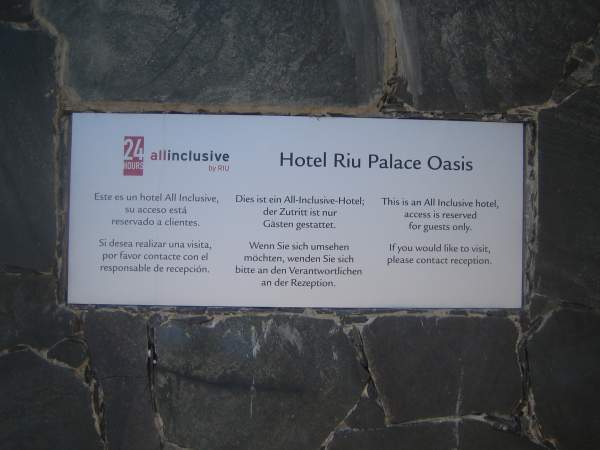 24
HOURS
allinclusive
by RIU
Hotel Riu Palace Oasis
Este es un hotel All Inclusive,
su acceso está
reservado a clientes.
Si desea realizar una visita,
por favor contacte con el
responsable de recepción.
Dies ist ein All-Inclusive-Hotel;
der Zutritt ist nur
Gästen gestattet.
Wenn Sie sich umsehen
möchten, wenden Sie sich
bitte an den Verantwortlichen
an der Rezeption.
This is an All Inclusive hotel,
access is reserved
for guests only.
If you would like to visit,
please contact reception.